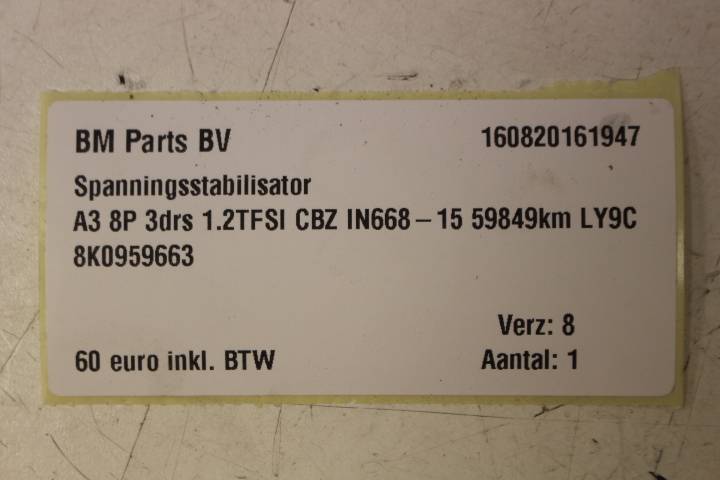 BM Parts BV 160820161947
Spanningsstabilisator
A3 8P 3drs 1.2TFSI CBZ IN668 – 15 59849km LY9C
8K0959663
Verz: 8
60 euro inkl. BTW Aantal: 1